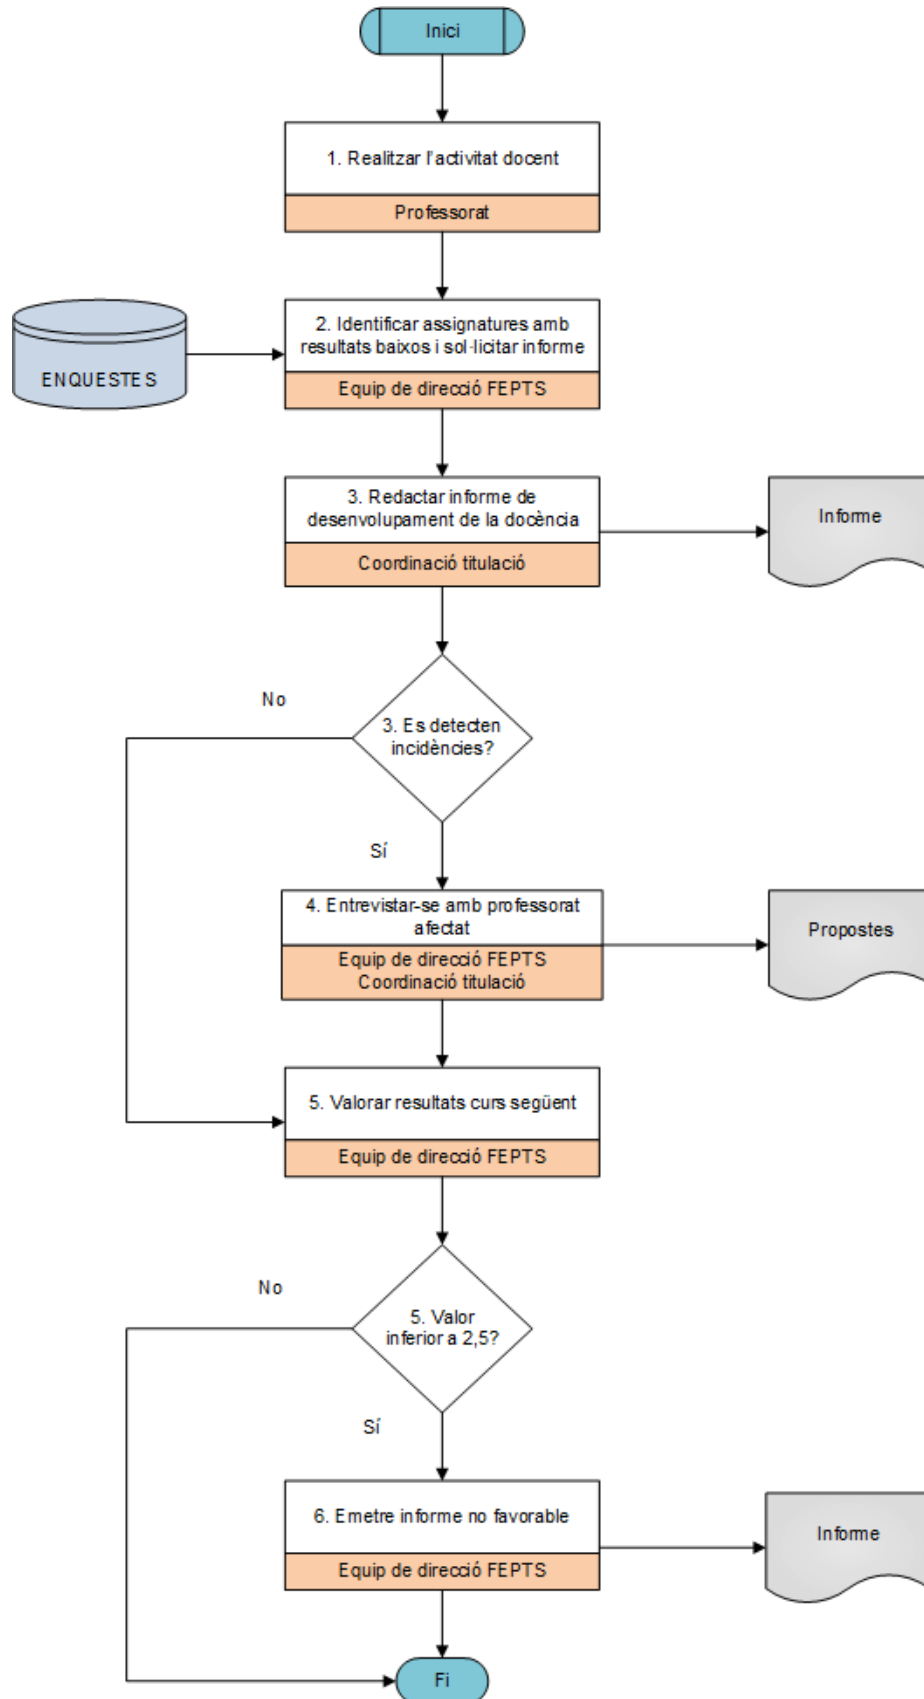 Inici
1. Realitzar l'activitat docent
Professorat
2. Identificar assignatures amb
resultats baixos i sol·licitar informe
Equip de direcció FEPTS
ENQUESTES
3. Redactar informe de
desenvolupament de la docència
Coordinació titulació
Informe
No
3. Es detecten
incidències?
Sí
4. Entrevistar-se amb professorat
afectat
Equip de direcció FEPTS
Coordinació titulació
Propostes
5. Valorar resultats curs següent
Equip de direcció FEPTS
No
5. Valor
inferior a 2,5?
Sí
6. Emetre informe no favorable
Equip de direcció FEPTS
Informe
Fi